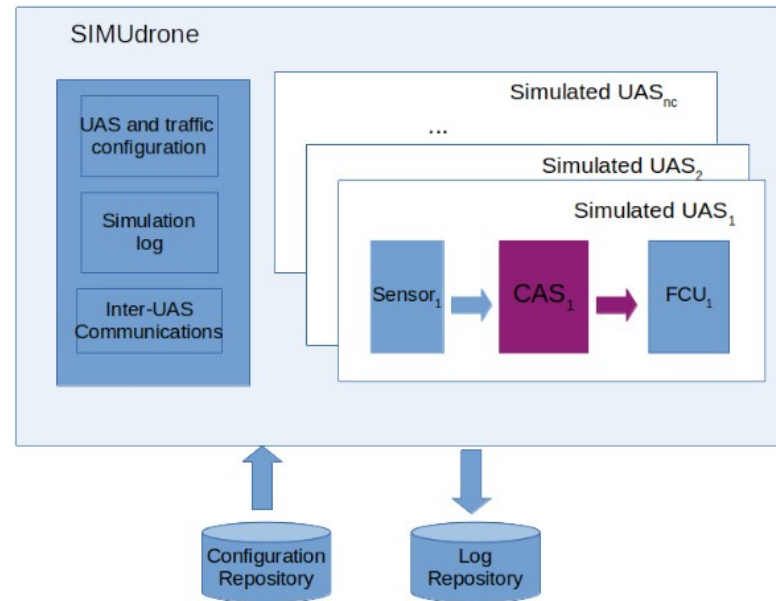 SIMUdrone
UAS and traffic
configuration
Simulation
log
Inter-UAS
Communications
Simulated UASnc
...
Simulated UAS2
Simulated UAS1
Sensor1
CAS1
FCU1
Configuration
Repository
Log
Repository